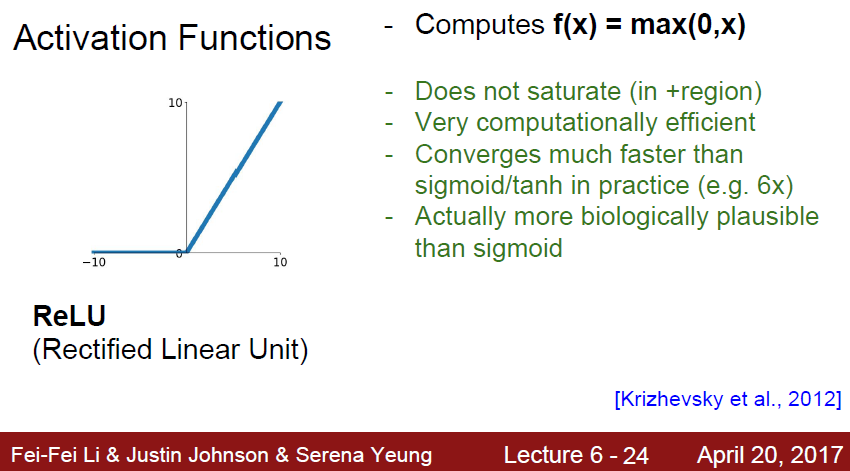 Activation Functions
- Computes f(x) = max(0,x)
- Does not saturate (in +region)
- Very computationally efficient
- Converges much faster than
sigmoid/tanh in practice (e.g. 6x)
- Actually more biologically plausible
than sigmoid
10
0
−10
10
ReLU
(Rectified Linear Unit)
[Krizhevsky et al., 2012]
Fei-Fei Li & Justin Johnson & Serena Yeung
Lecture 6 - 24
April 20, 2017